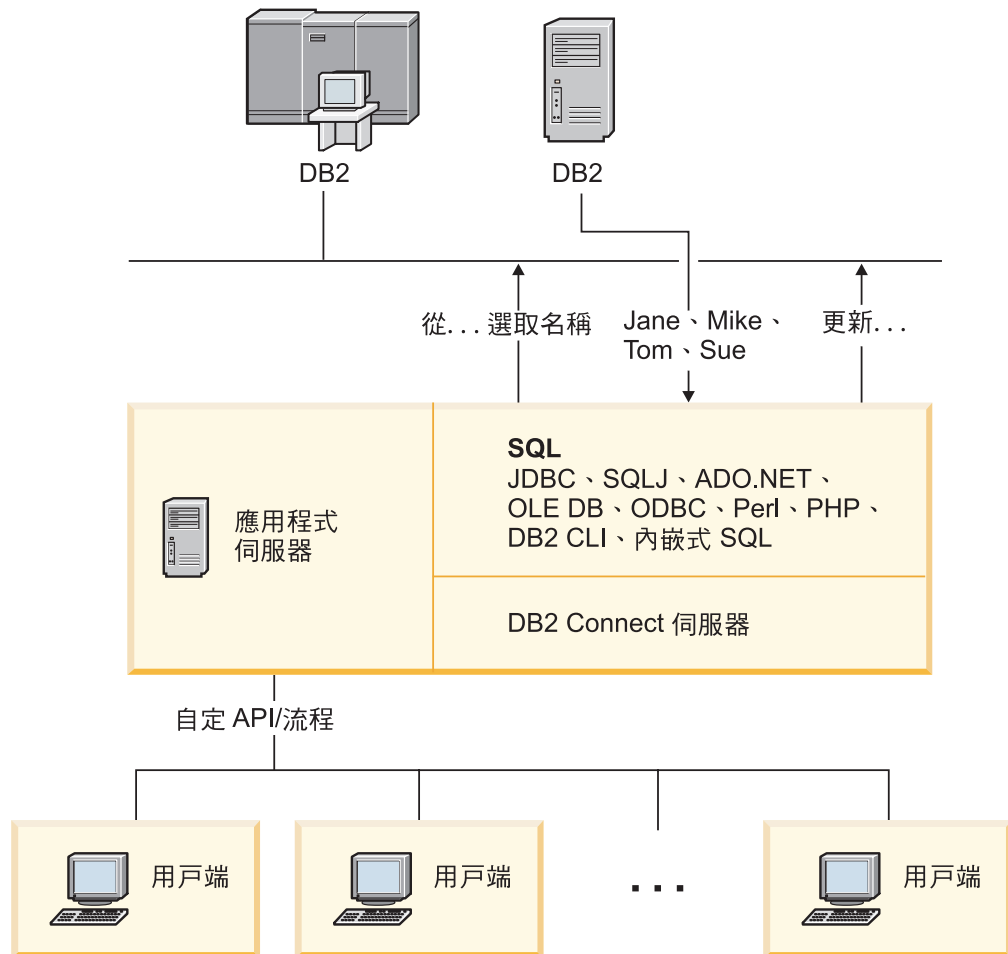 DB2
DB2
從. . . 選取名稱
Jane、Mike、
Tom、Sue
更新. . .
應用程式
伺服器
SQL
JDBC、SQLJ、ADO.NET、
OLE DB、ODBC、Perl、PHP、
DB2 CLI、內嵌式 SQL
DB2 Connect 伺服器
自定 API/流程
用戶端
用戶端
. . .
用戶端